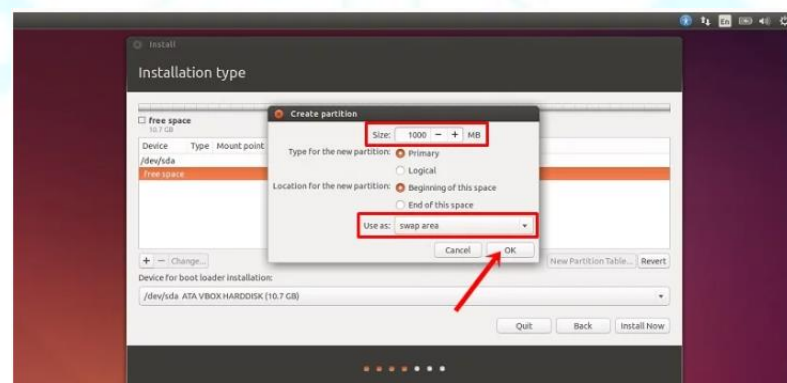 En
Install
Installation type
free space
10.7 GB
Device Type Mount point
/dev/sda
free space
Create partition
Size: 1000 - + MB
Type for the new partition: Primary
Logical
Location for the new partition: Beginning of this space
End of this space
Use as: swap area
Cancel OK
+ - Change... New Partition Table... Revert
Device for boot loader installation:
/dev/sda ATA VBOX HARDDISK (10.7 GB)
Quit Back Install Now